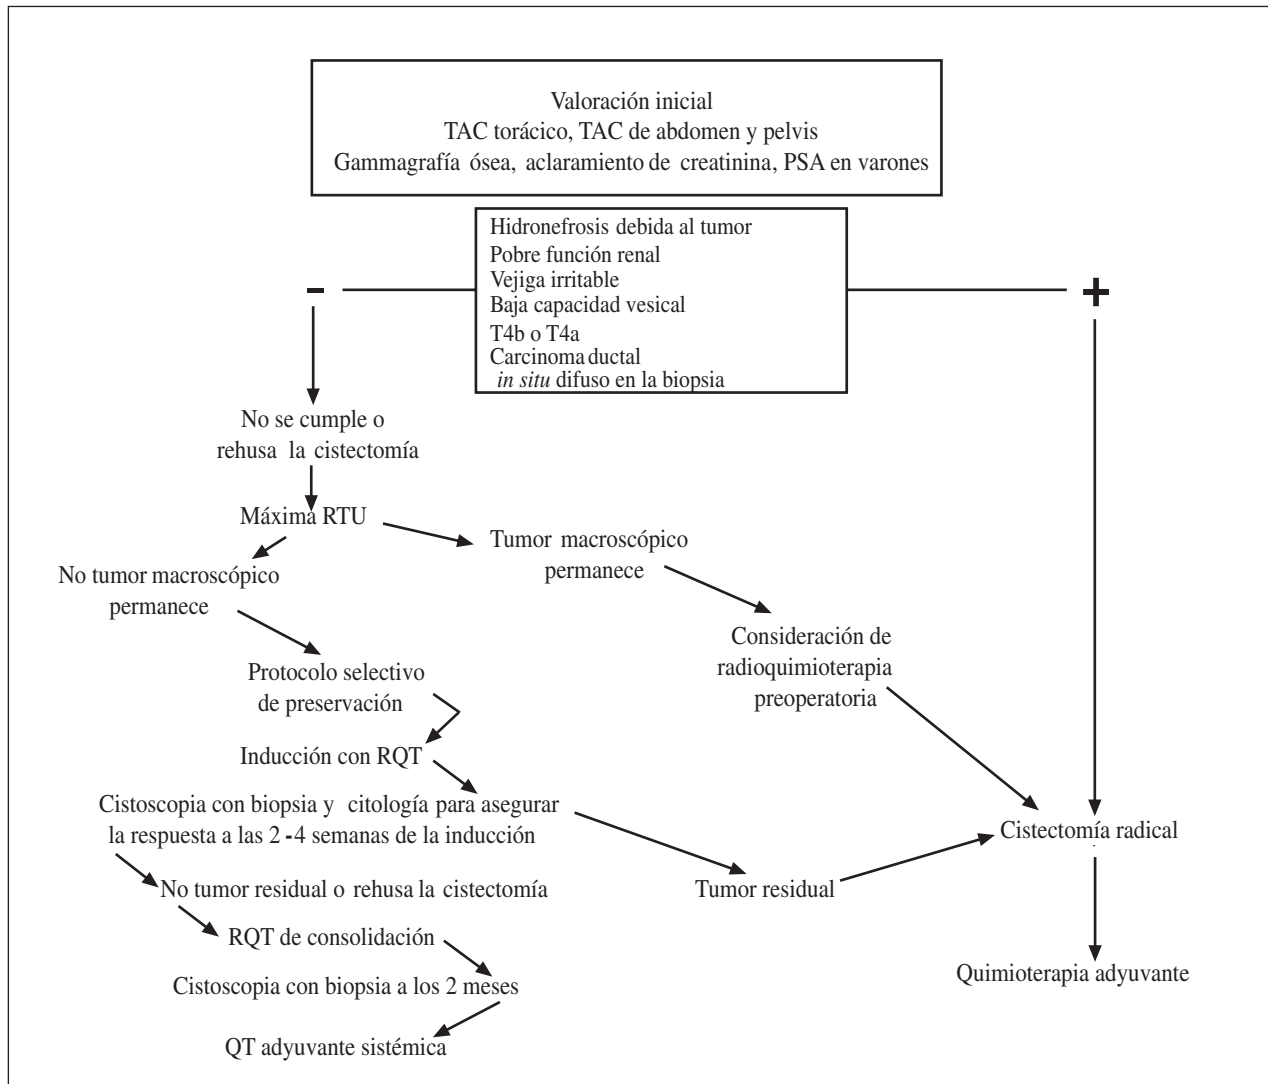 Valoración inicial
TAC torácico, TAC de abdomen y pelvis
Gammagrafía ósea, aclaramiento de creatinina, PSA en varones
Hidronefrosis debida al tumor
Pobre función renal
Vejiga irritable
Baja capacidad vesical
T4b o T4a
Carcinoma ductal
in situ difuso en la biopsia
-
+
No se cumple o
rehusa la cistectomía
Máxima RTU
Tumor macroscópico
permanece
No tumor macroscópico
permanece
Consideración de
radioquimioterapia
preoperatoria
Protocolo selectivo
de preservación
Inducción con RQT
Cistoscopia con biopsia y citología para asegurar
la respuesta a las 2-4 semanas de la inducción
Cistectomía radical
No tumor residual o rehusa la cistectomía
Tumor residual
RQT de consolidación
Cistoscopia con biopsia a los 2 meses
Quimioterapia adyuvante
QT adyuvante sistémica